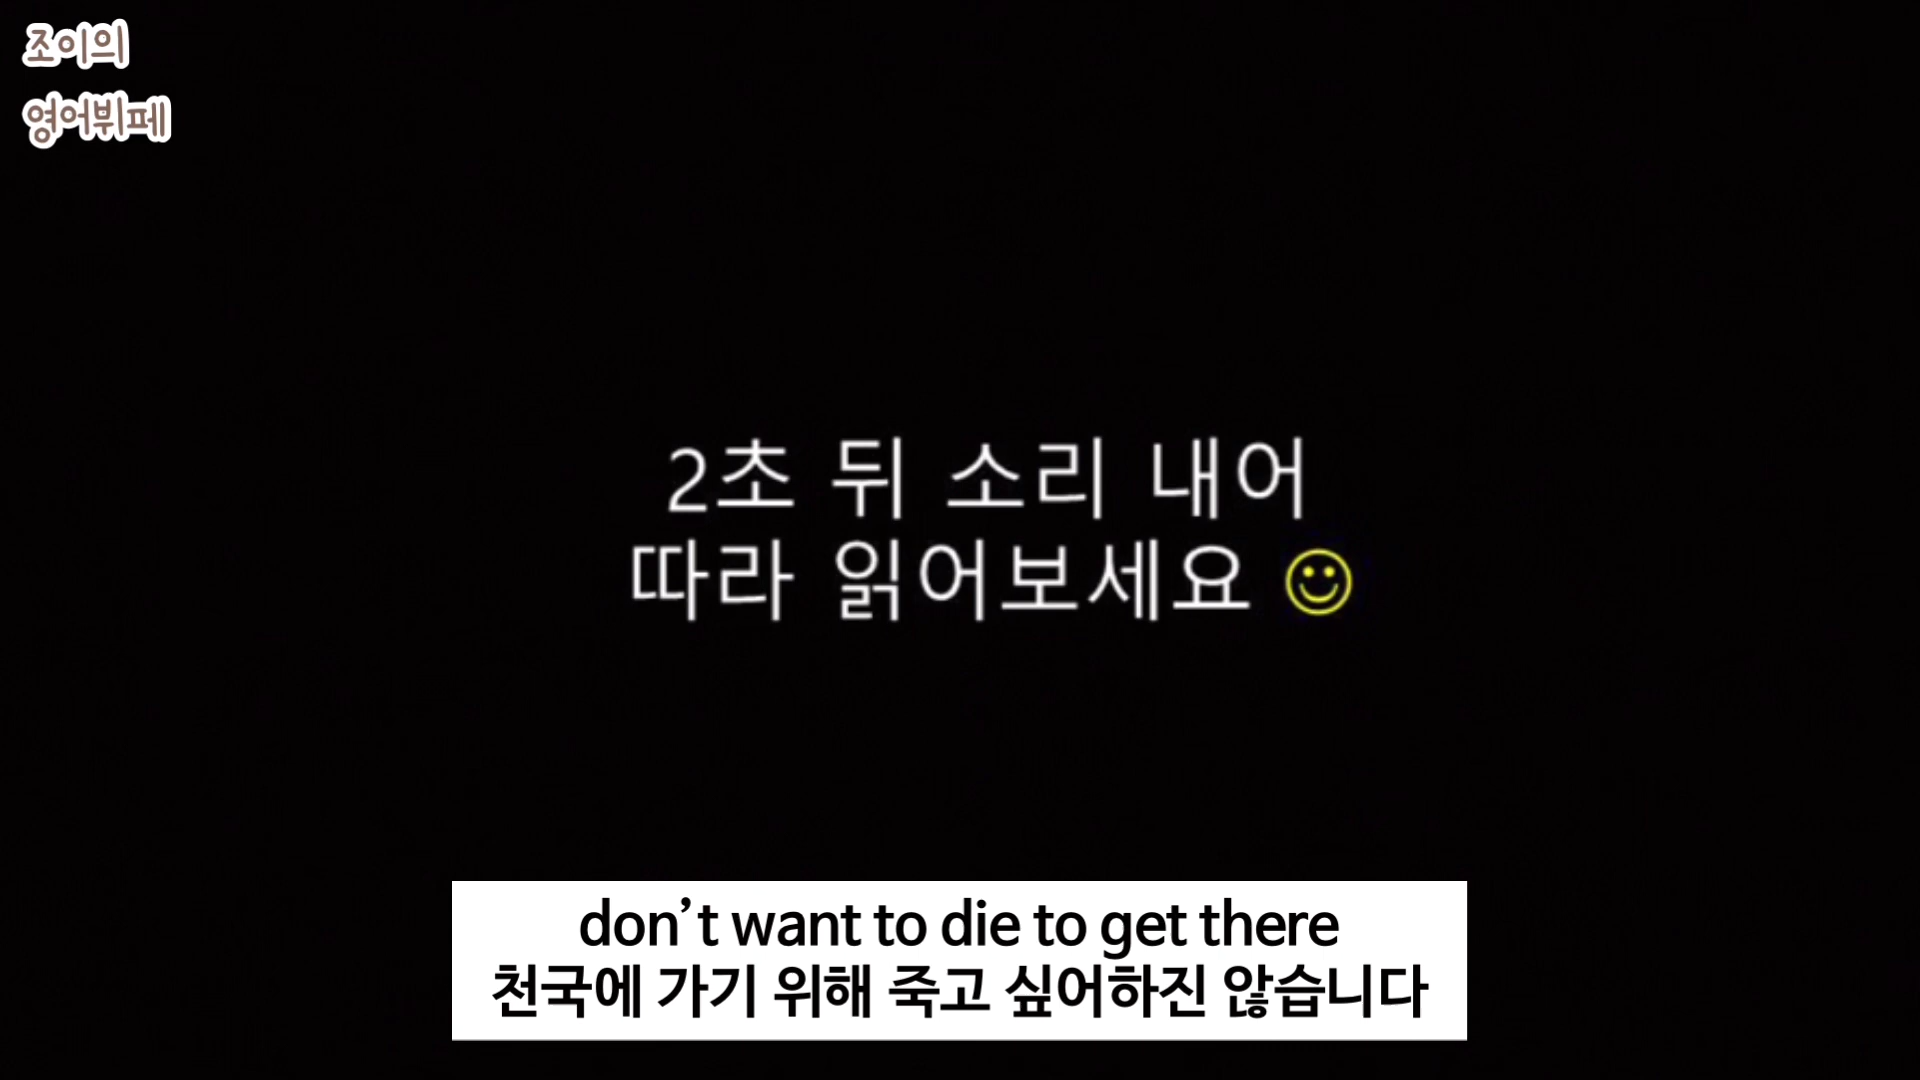 조이의
영어뷔페
2초 뒤 소리 내어
따라 읽어보세요 ☺
don’t want to die to get there
천국에 가기 위해 죽고 싶어하진 않습니다